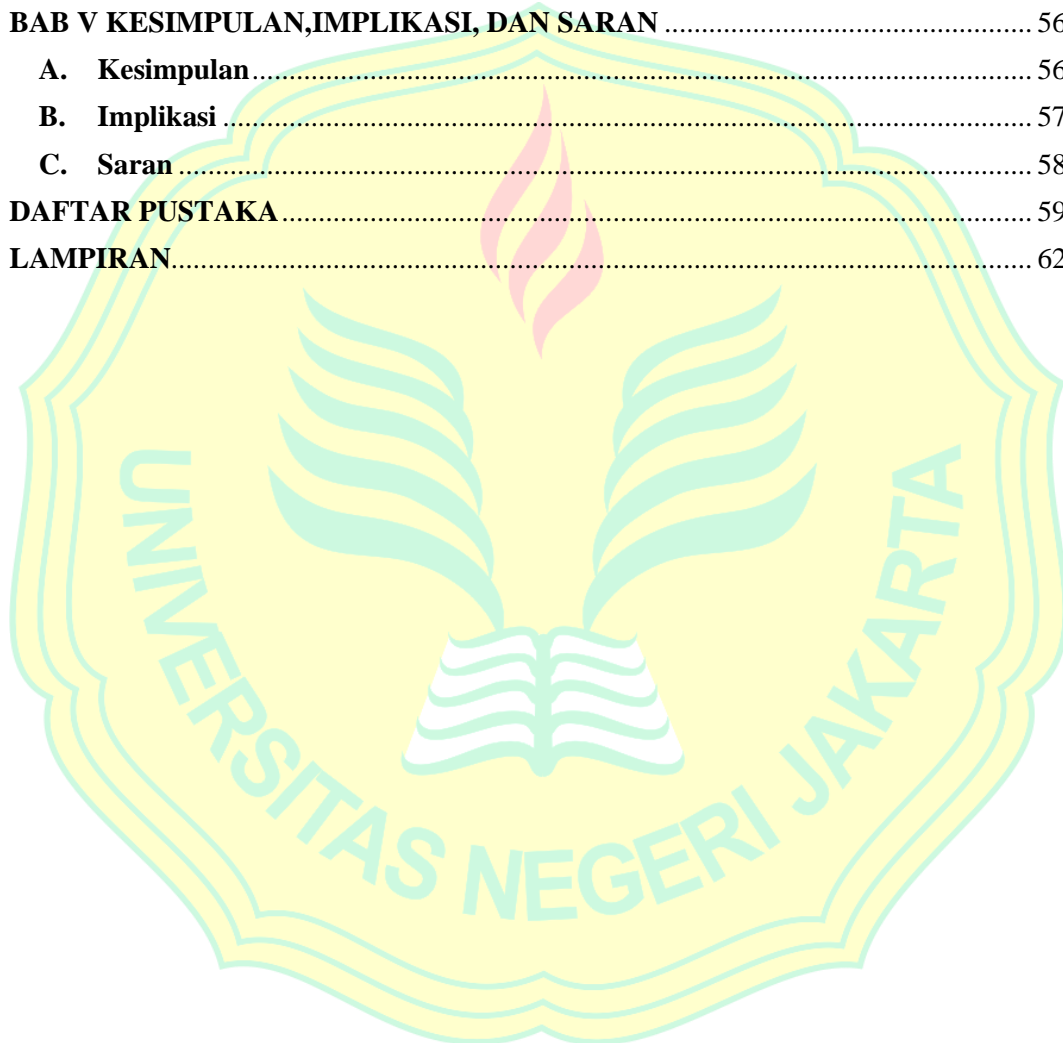 BAB V KESIMPULAN,IMPLIKASI, DAN SARAN ........................................ 56
A. Kesimpulan ........................................ 56
B. Implikasi ........................................ 57
C. Saran ........................................ 58
DAFTAR PUSTAKA ........................................ 59
LAMPIRAN ........................................ 62
UNIVERSITAS NEGERI JAKARTA